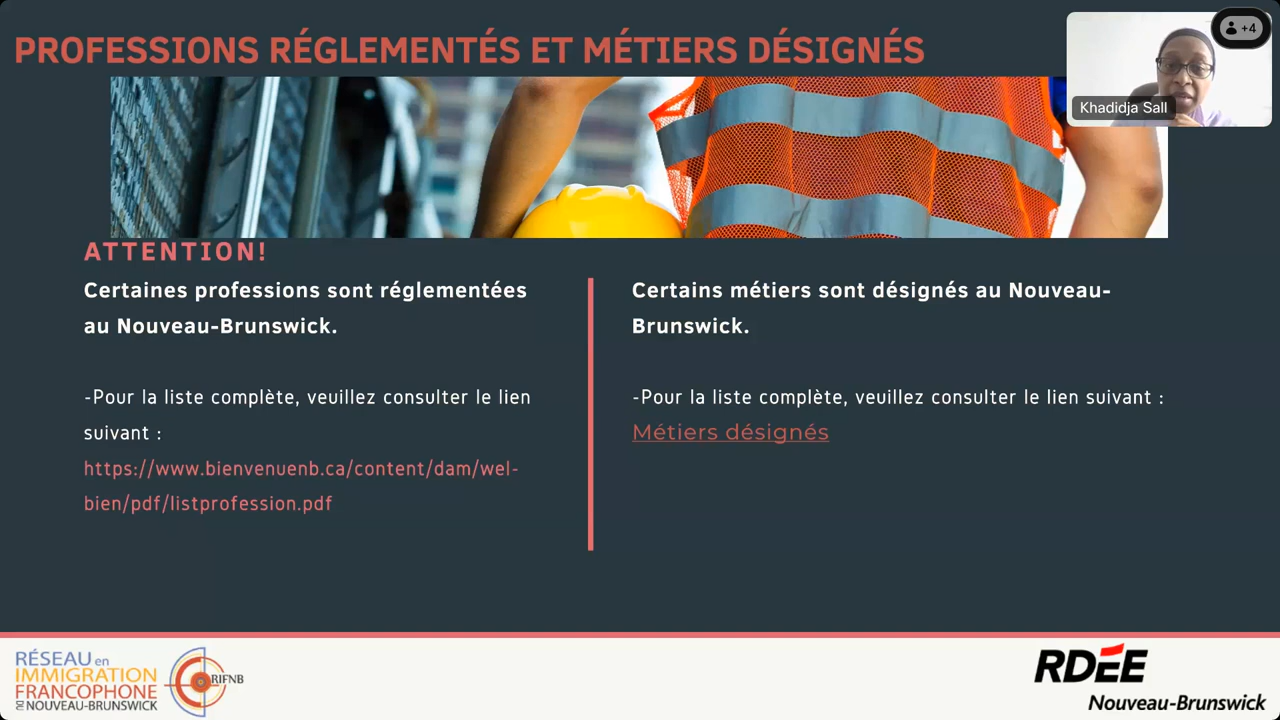 PROFESSIONS RÉGLEMENTÉS ET MÉTIERS DÉSIGNÉS
+4
Khadidja Sall
ATTENTION!
Certaines professions sont réglementées
au Nouveau-Brunswick.
-Pour la liste complète, veuillez consulter le lien
suivant :
https://www.bienvenuenb.ca/content/dam/wel-
bien/pdf/listprofession.pdf
Certains métiers sont désignés au Nouveau-
Brunswick.
-Pour la liste complète, veuillez consulter le lien suivant :
Métiers désignés
RÉSEAU en
IMMIGRATION
FRANCOPHONE
DU NOUVEAU-BRUNSWICK
RIFNB
RDÉE
Nouveau-Brunswick